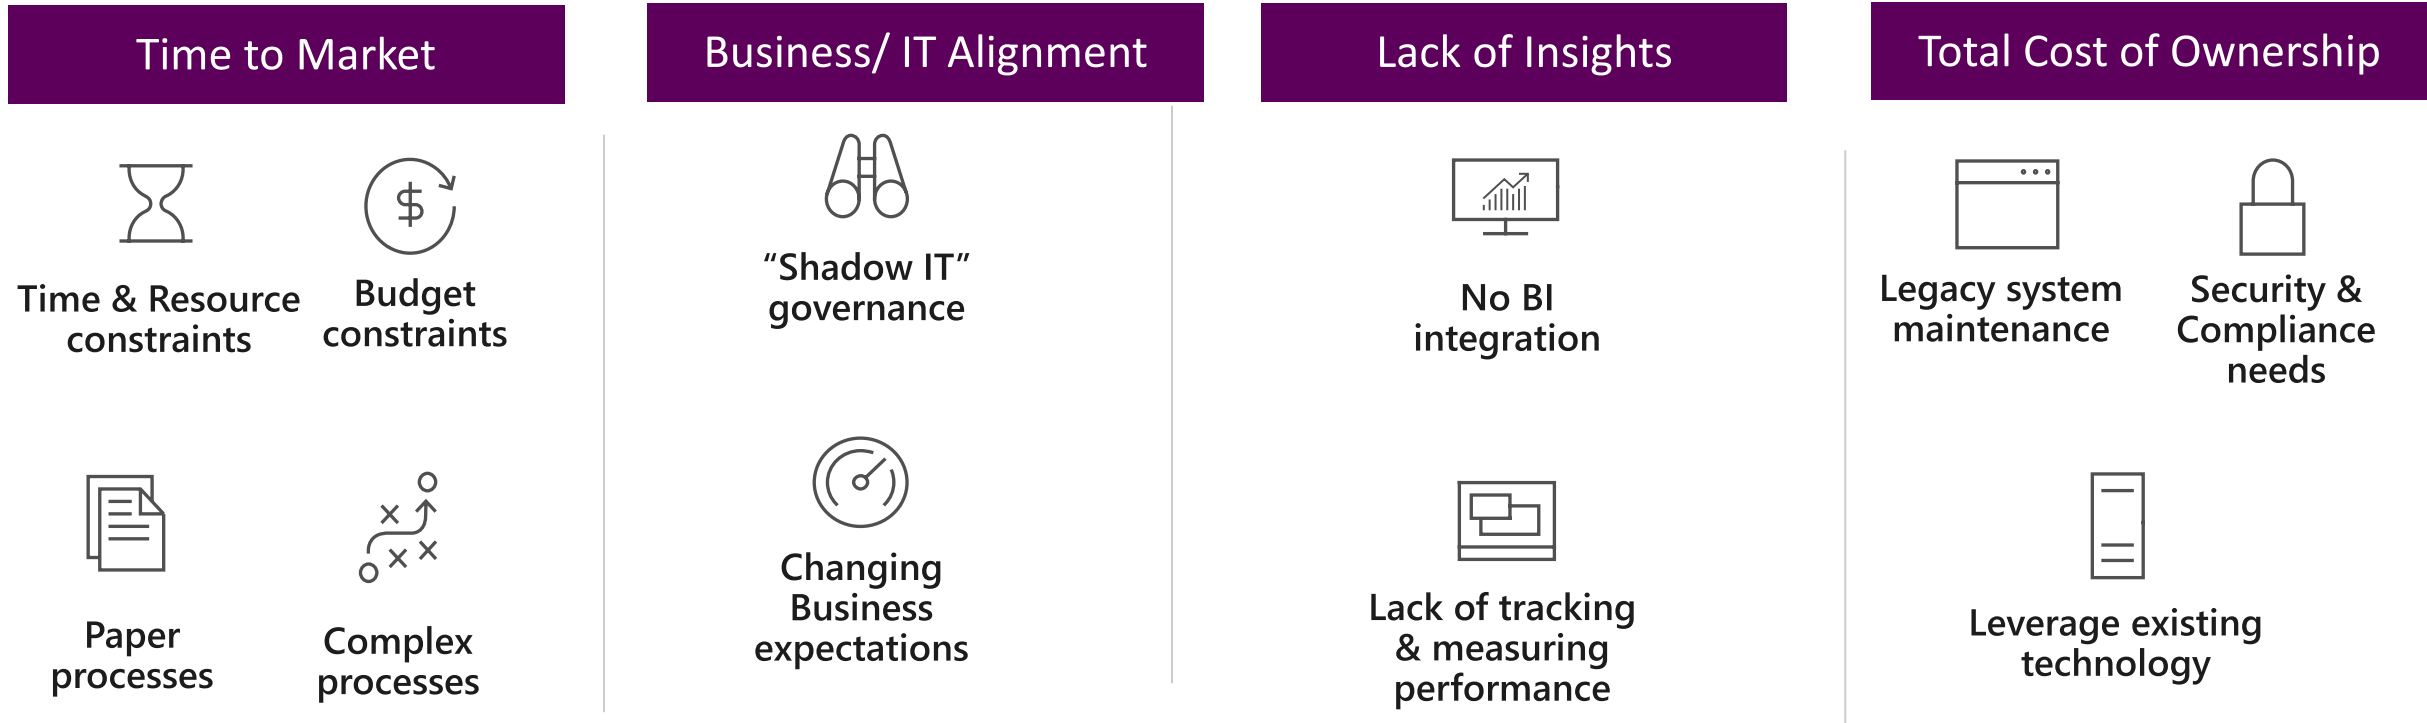 Time to Market
Time & Resource
constraints
Budget
constraints
Paper
processes
Complex
processes
Business/ IT Alignment
“Shadow IT”
governance
Changing
Business
expectations
Lack of Insights
No BI
integration
Lack of tracking
& measuring
performance
Total Cost of Ownership
Legacy system
maintenance
Security &
Compliance
needs
Leverage existing
technology